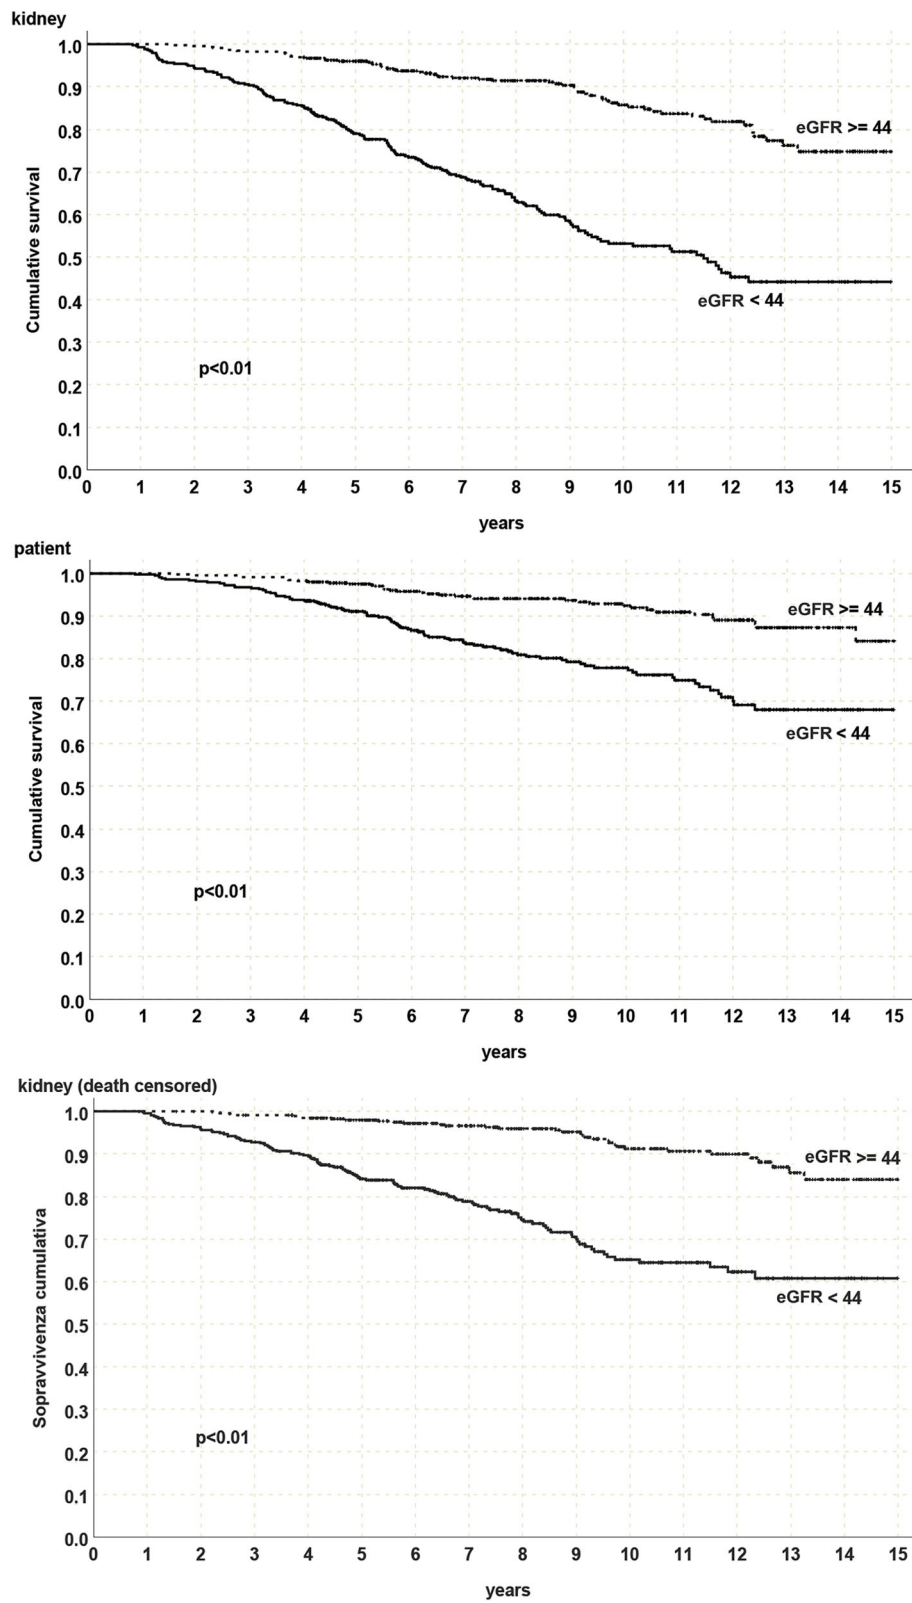 kidney
1.0
0.9
0.8
0.7
0.6
0.5
0.4
0.3
0.2
0.1
0.0
Cumulative survival
eGFR >= 44
eGFR < 44
p<0.01
0 1 2 3 4 5 6 7 8 9 10 11 12 13 14 15
years
patient
1.0
0.9
0.8
0.7
0.6
0.5
0.4
0.3
0.2
0.1
0.0
Cumulative survival
eGFR >= 44
eGFR < 44
p<0.01
0 1 2 3 4 5 6 7 8 9 10 11 12 13 14 15
years
kidney (death censored)
1.0
0.9
0.8
0.7
0.6
0.5
0.4
0.3
0.2
0.1
0.0
Sopravvivenza cumulativa
eGFR >= 44
eGFR < 44
p<0.01
0 1 2 3 4 5 6 7 8 9 10 11 12 13 14 15
years